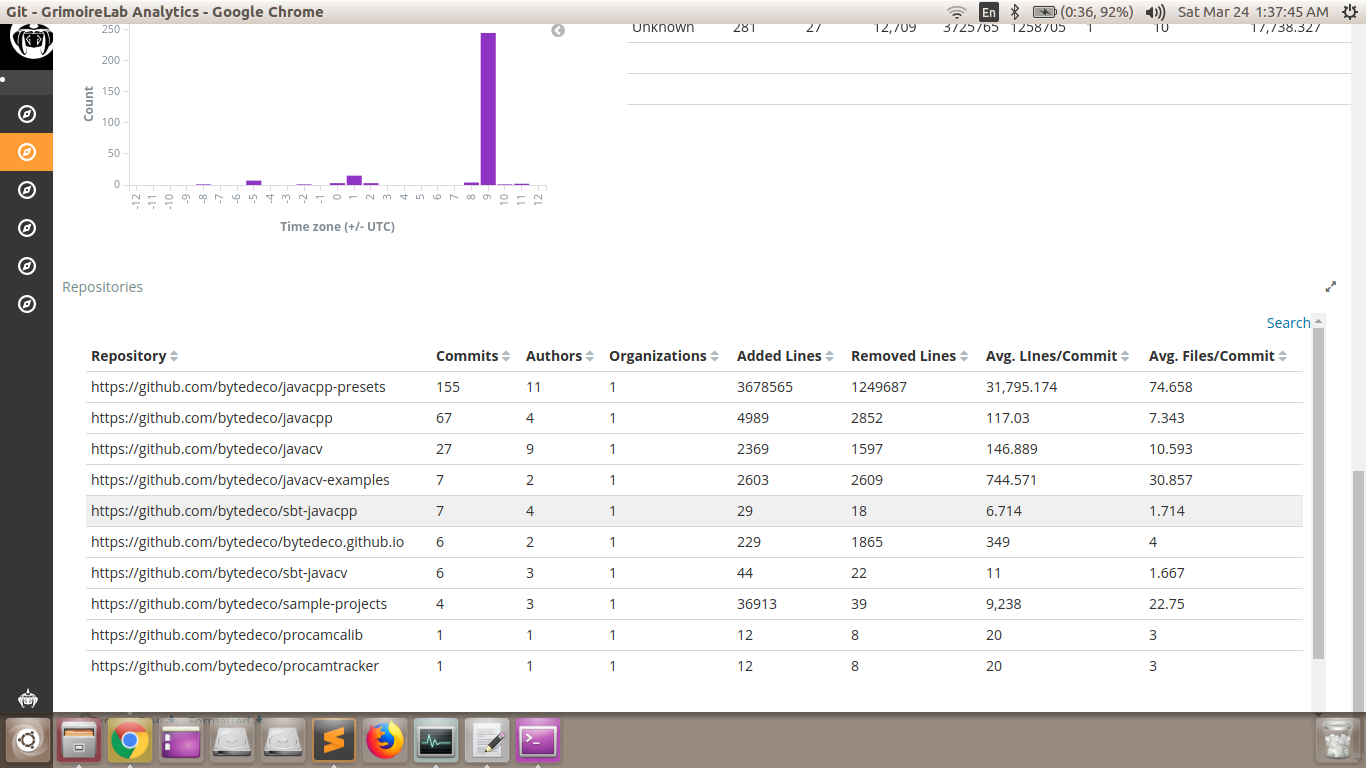 Git - GrimoireLab Analytics - Google Chrome En (0:36, 92%) Sat Mar 24 1:37:45 AM
Unknown 281 27 12,709 3725765 1258705 1 10 17,738.327
250
200
150
100
50
0
Count
-12 -11 -10 -9 -8 -7 -6 -5 -4 -3 -2 -1 0 1 2 3 4 5 6 7 8 9 10 11 12
Time zone (+/- UTC)
Repositories
Search
Repository Commits Authors Organizations Added Lines Removed Lines Avg. LInes/Commit Avg. Files/Commit
https://github.com/bytedeco/javacpp-presets 155 11 1 3678565 1249687 31,795.174 74.658
https://github.com/bytedeco/javacpp 67 4 1 4989 2852 117.03 7.343
https://github.com/bytedeco/javacv 27 9 1 2369 1597 146.889 10.593
https://github.com/bytedeco/javacv-examples 7 2 1 2603 2609 744.571 30.857
https://github.com/bytedeco/sbt-javacpp 7 4 1 29 18 6.714 1.714
https://github.com/bytedeco/bytedeco.github.io 6 2 1 229 1865 349 4
https://github.com/bytedeco/sbt-javacv 6 3 1 44 22 11 1.667
https://github.com/bytedeco/sample-projects 4 3 1 36913 39 9,238 22.75
https://github.com/bytedeco/procamcalib 1 1 1 12 8 20 3
https://github.com/bytedeco/procamtracker 1 1 1 12 8 20 3